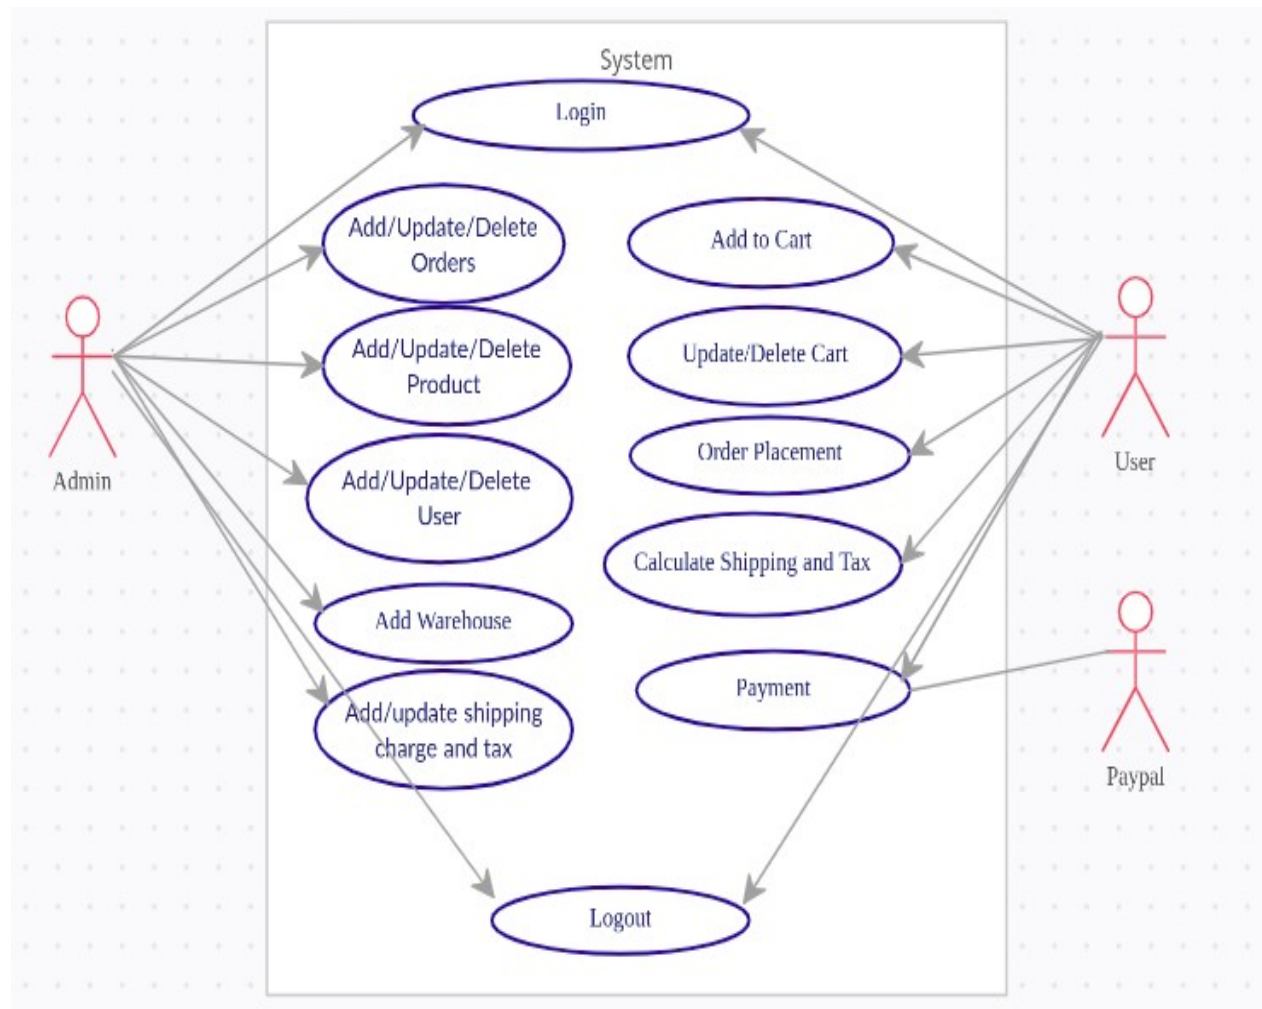 System
Login
Add/Update/Delete
Orders
Add to Cart
Add/Update/Delete
Product
Update/Delete Cart
Add/Update/Delete
User
Order Placement
Calculate Shipping and Tax
Add Warehouse
Payment
Add/update shipping
charge and tax
Logout
Admin
User
Paypal